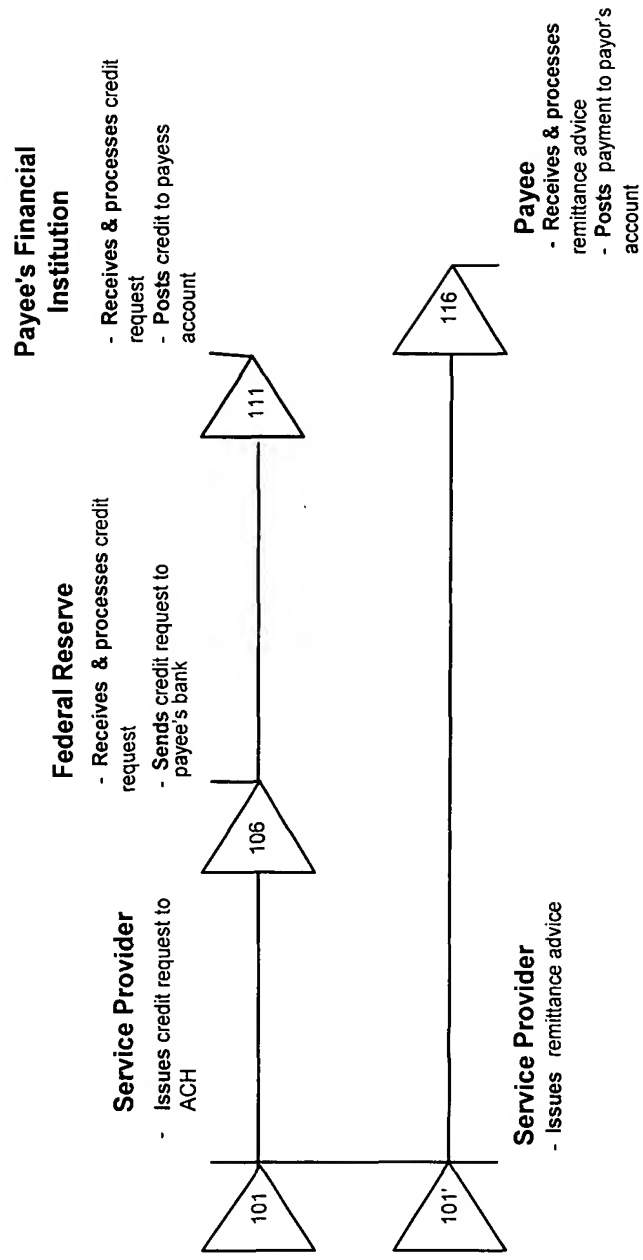 Service Provider
- Issues credit request to
ACH
Federal Reserve
- Receives & processes credit
request
- Sends credit request to
payee's bank
Payee's Financial
Institution
- Receives & processes credit
request
- Posts credit to payess
account
101
106
111
101'
116
Service Provider
- Issues remittance advice
Payee
- Receives & processes
remittance advice
- Posts payment to payor's
account